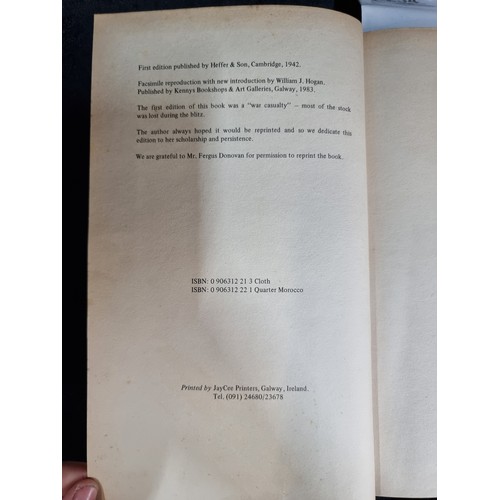 First edition published by Heffer & Son, Cambridge, 1942.
Facsimile reproduction with new introduction by William J. Hogan.
Published by Kennys Bookshops & Art Galleries, Galway, 1983.
The first edition of this book was a "war casualty" – most of the stock
was lost during the blitz.
The author always hoped it would be reprinted and so we dedicate this
edition to her scholarship and persistence.
We are grateful to Mr. Fergus Donovan for permission to reprint the book.
ISBN: 0 906312 21 3 Cloth
ISBN: 0 906312 22 1 Quarter Morocco
Printed by JayCee Printers, Galway, Ireland.
Tel. (091) 24680/23678